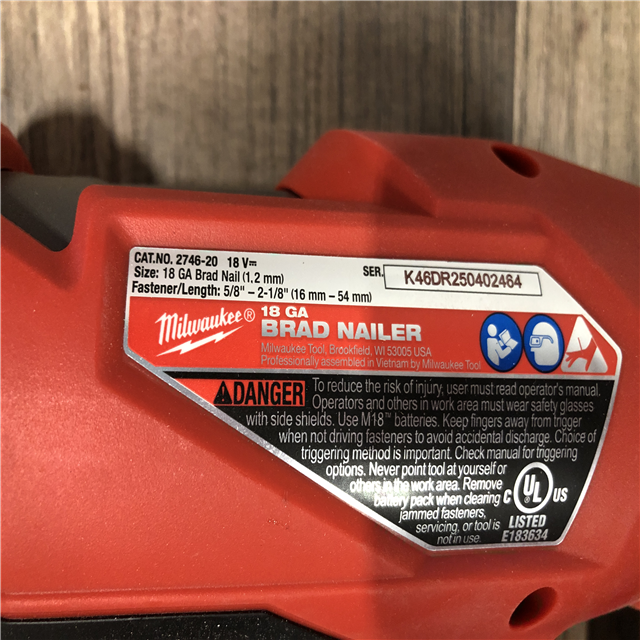 CAT.NO. 2746-20 18 V⎓
Size: 18 GA Brad Nail (1.2 mm)
Fastener/Length: 5/8" – 2-1/8" (16 mm – 54 mm)
SER. K46DR250402464
Milwaukee®
18 GA
BRAD NAILER
Milwaukee Tool, Brookfield, WI 53005 USA
Professionally assembled in Vietnam by Milwaukee Tool.
⚠DANGER To reduce the risk of injury, user must read operator's manual.
Operators and others in work area must wear safety glasses
with side shields. Use M18™ batteries. Keep fingers away from trigger
when not driving fasteners to avoid accidental discharge. Choice of
triggering method is important. Check manual for triggering
options. Never point tool at yourself or
others in the work area. Remove
battery pack when clearing
jammed fasteners,
servicing, or tool is
not in use.
C UL US
LISTED
E183634